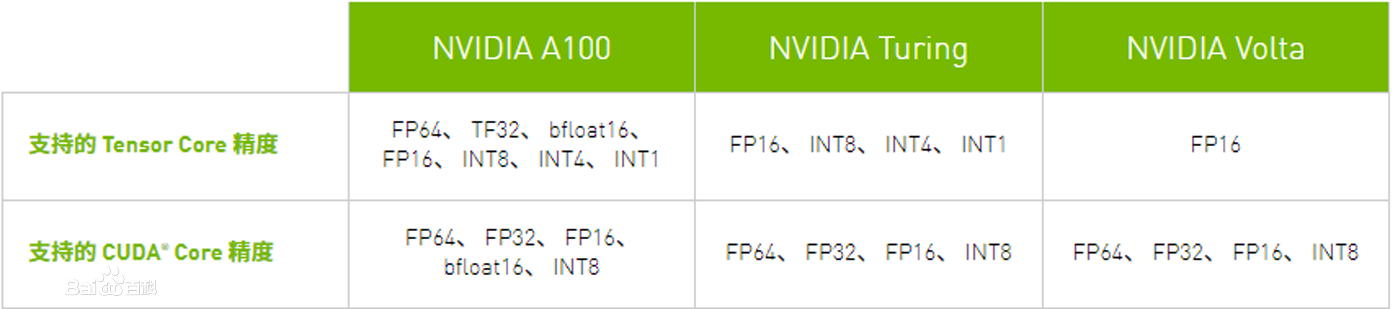 NVIDIA A100
NVIDIA Turing
NVIDIA Volta
支持的 Tensor Core 精度
FP64、 TF32、 bfloat16、
FP16、 INT8、 INT4、 INT1
FP16、 INT8、 INT4、 INT1
FP16
支持的 CUDA® Core 精度
FP64、 FP32、 FP16、
bfloat16、 INT8
FP64、 FP32、 FP16、 INT8
FP64、 FP32、 FP16、 INT8
Bai百科